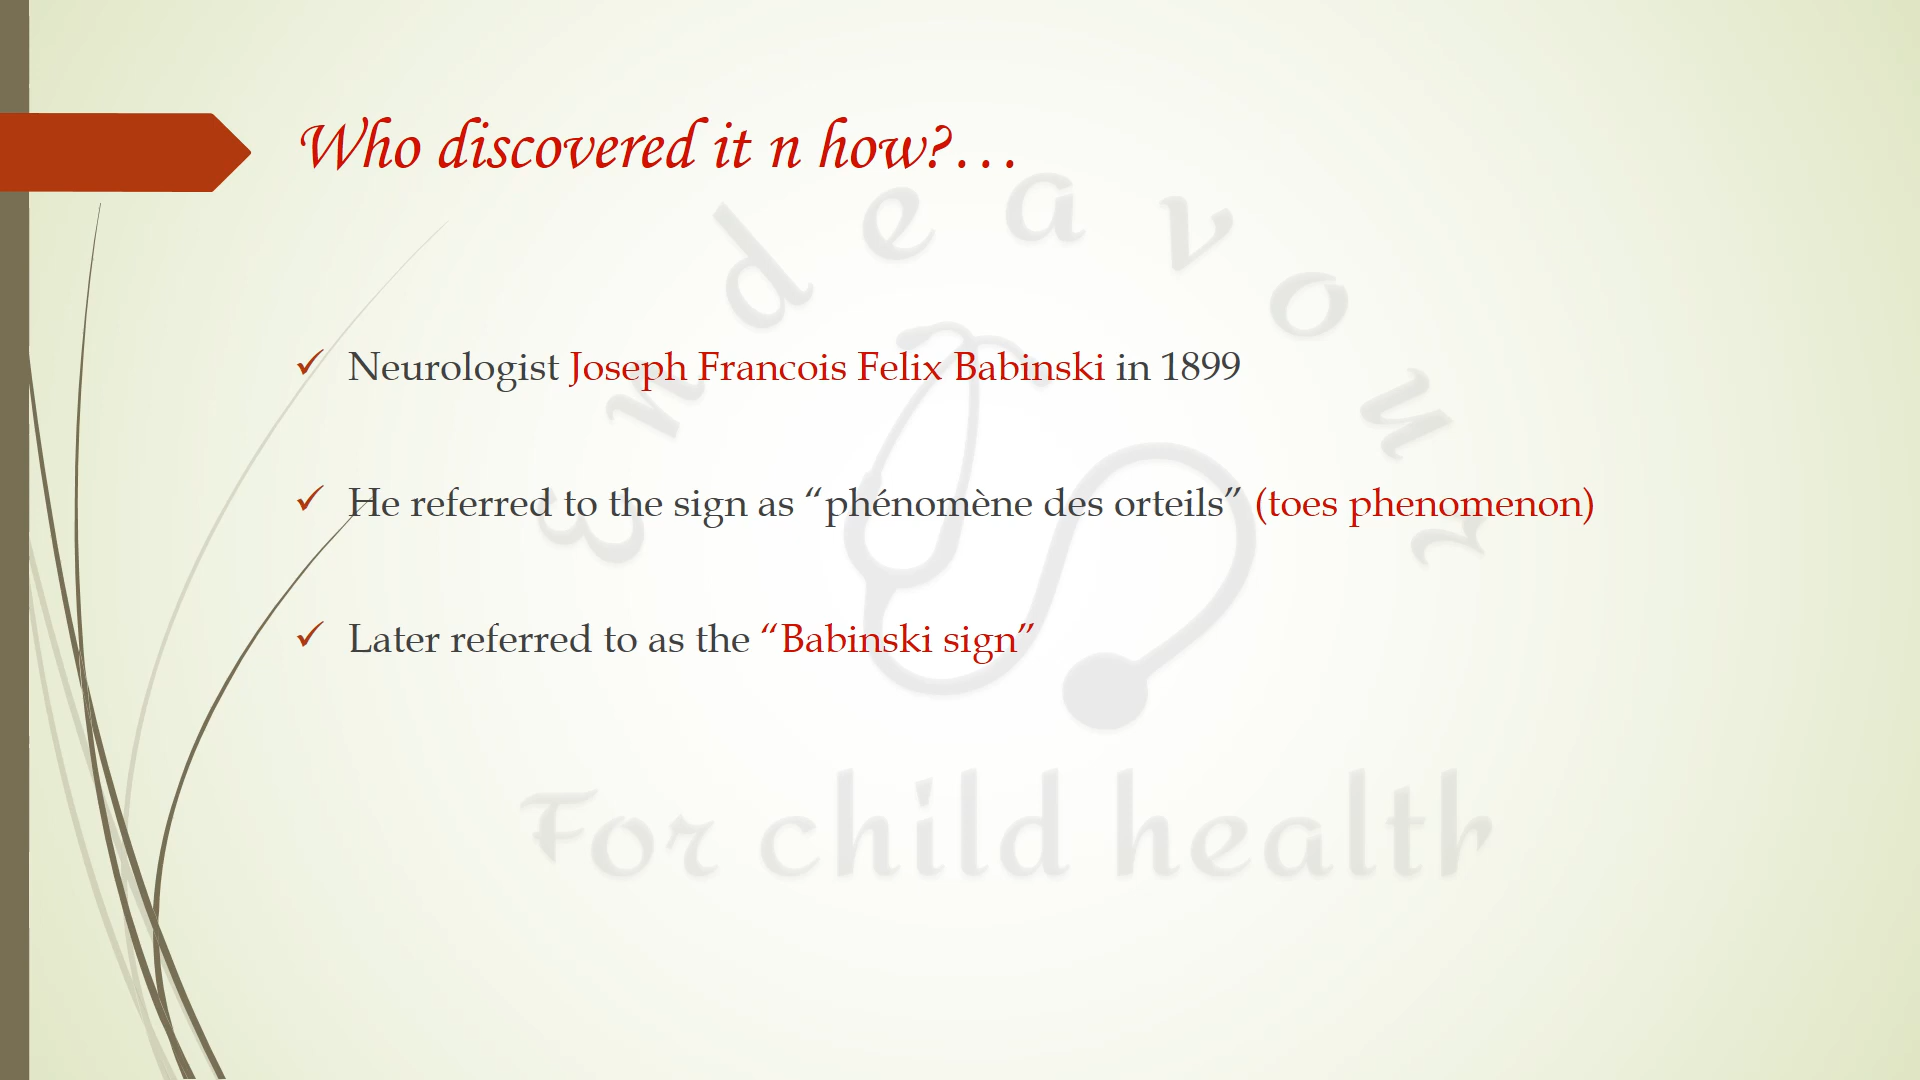 Who discovered it n how?...
Neurologist Joseph Francois Felix Babinski in 1899
He referred to the sign as “phénomène des orteils” (toes phenomenon)
Later referred to as the “Babinski sign”
Endeavour
For child health